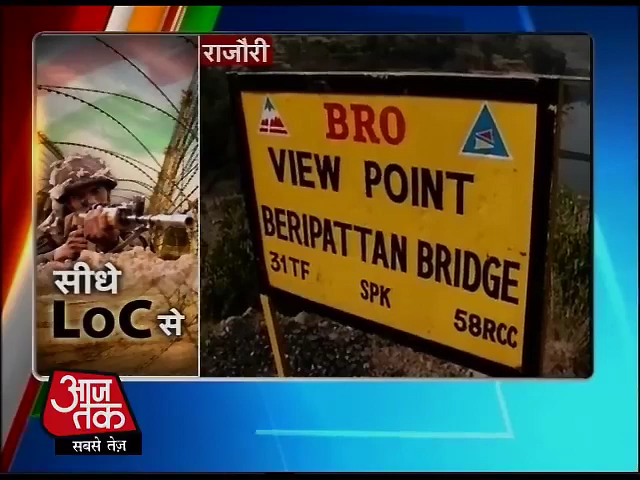 राजौरी
BRO
VIEW POINT
BERIPATTAN BRIDGE
31TF
SPK
58RCC
सीधे
LoC से
आज
तक
सबसे तेज़